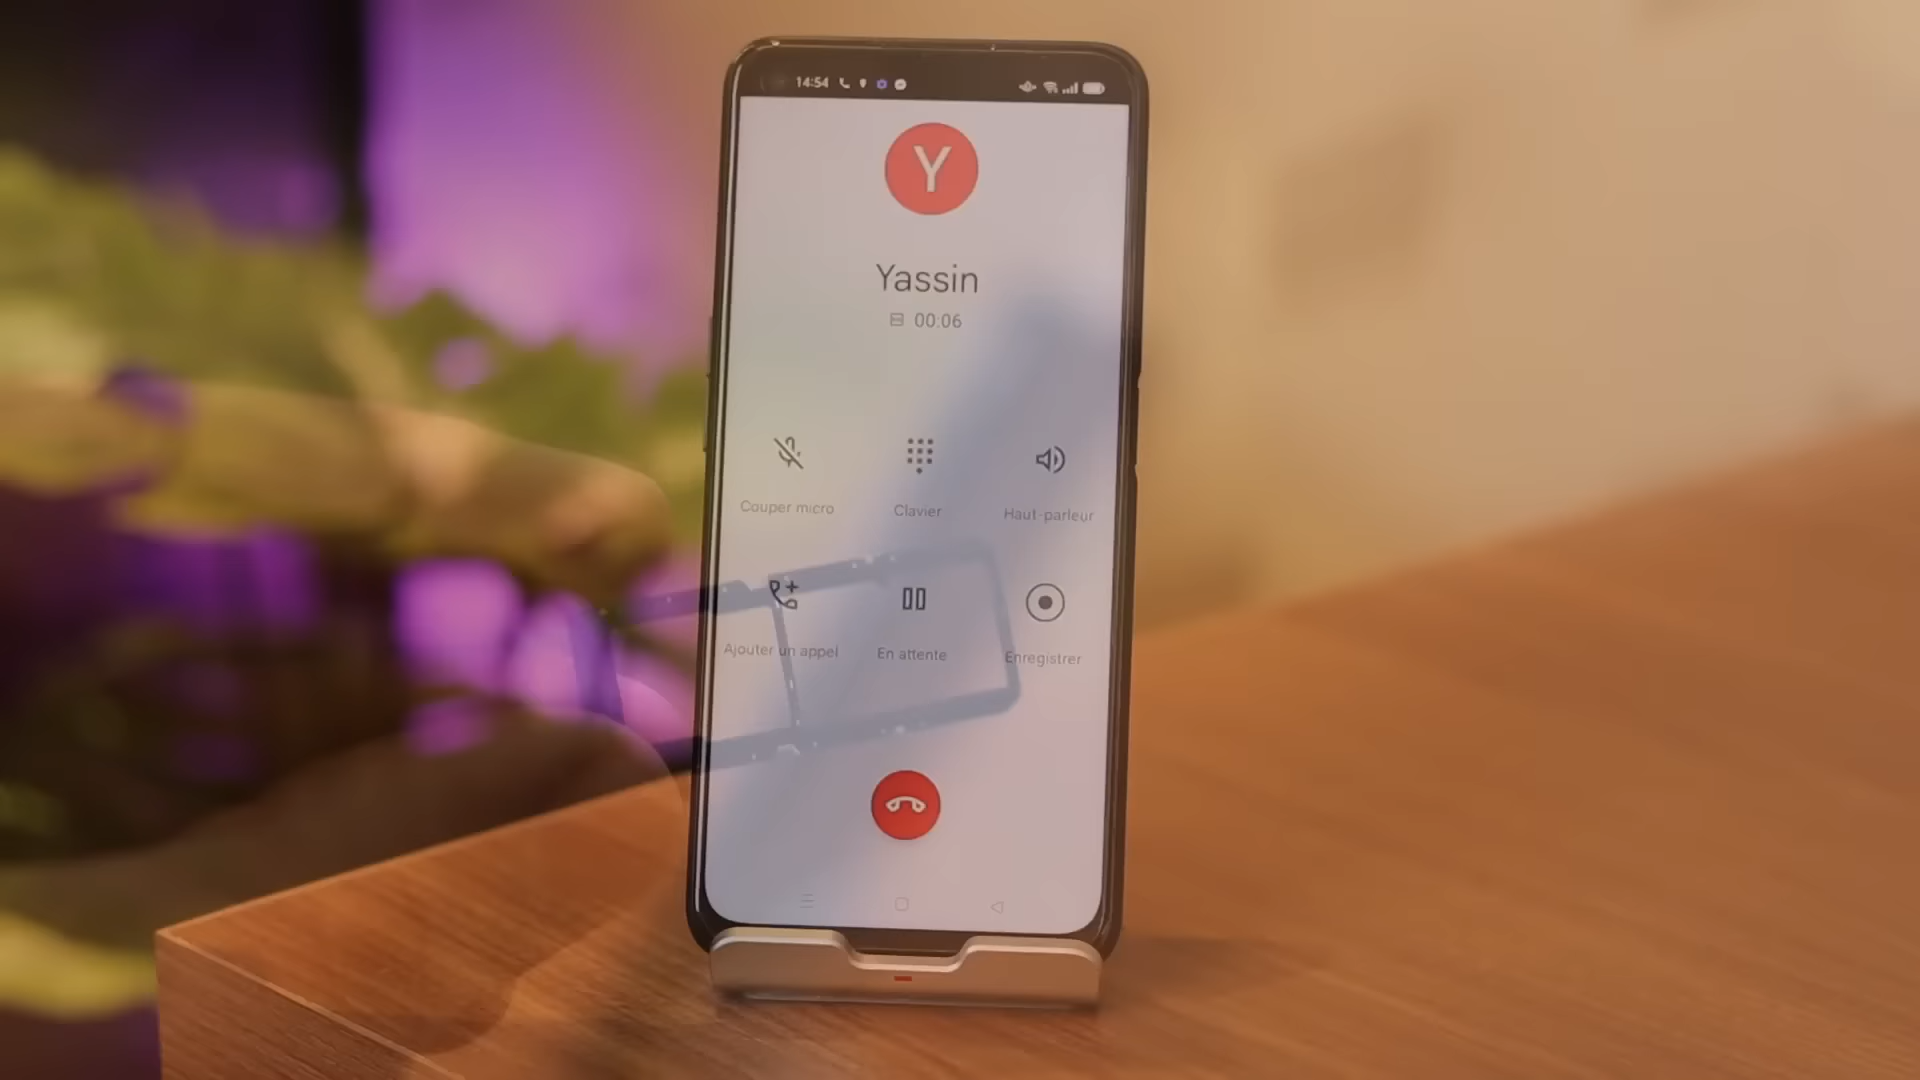 14:54
Y
Yassin
00:06
Couper micro
Clavier
Haut-parleur
Ajouter un appel
En attente
Enregistrer